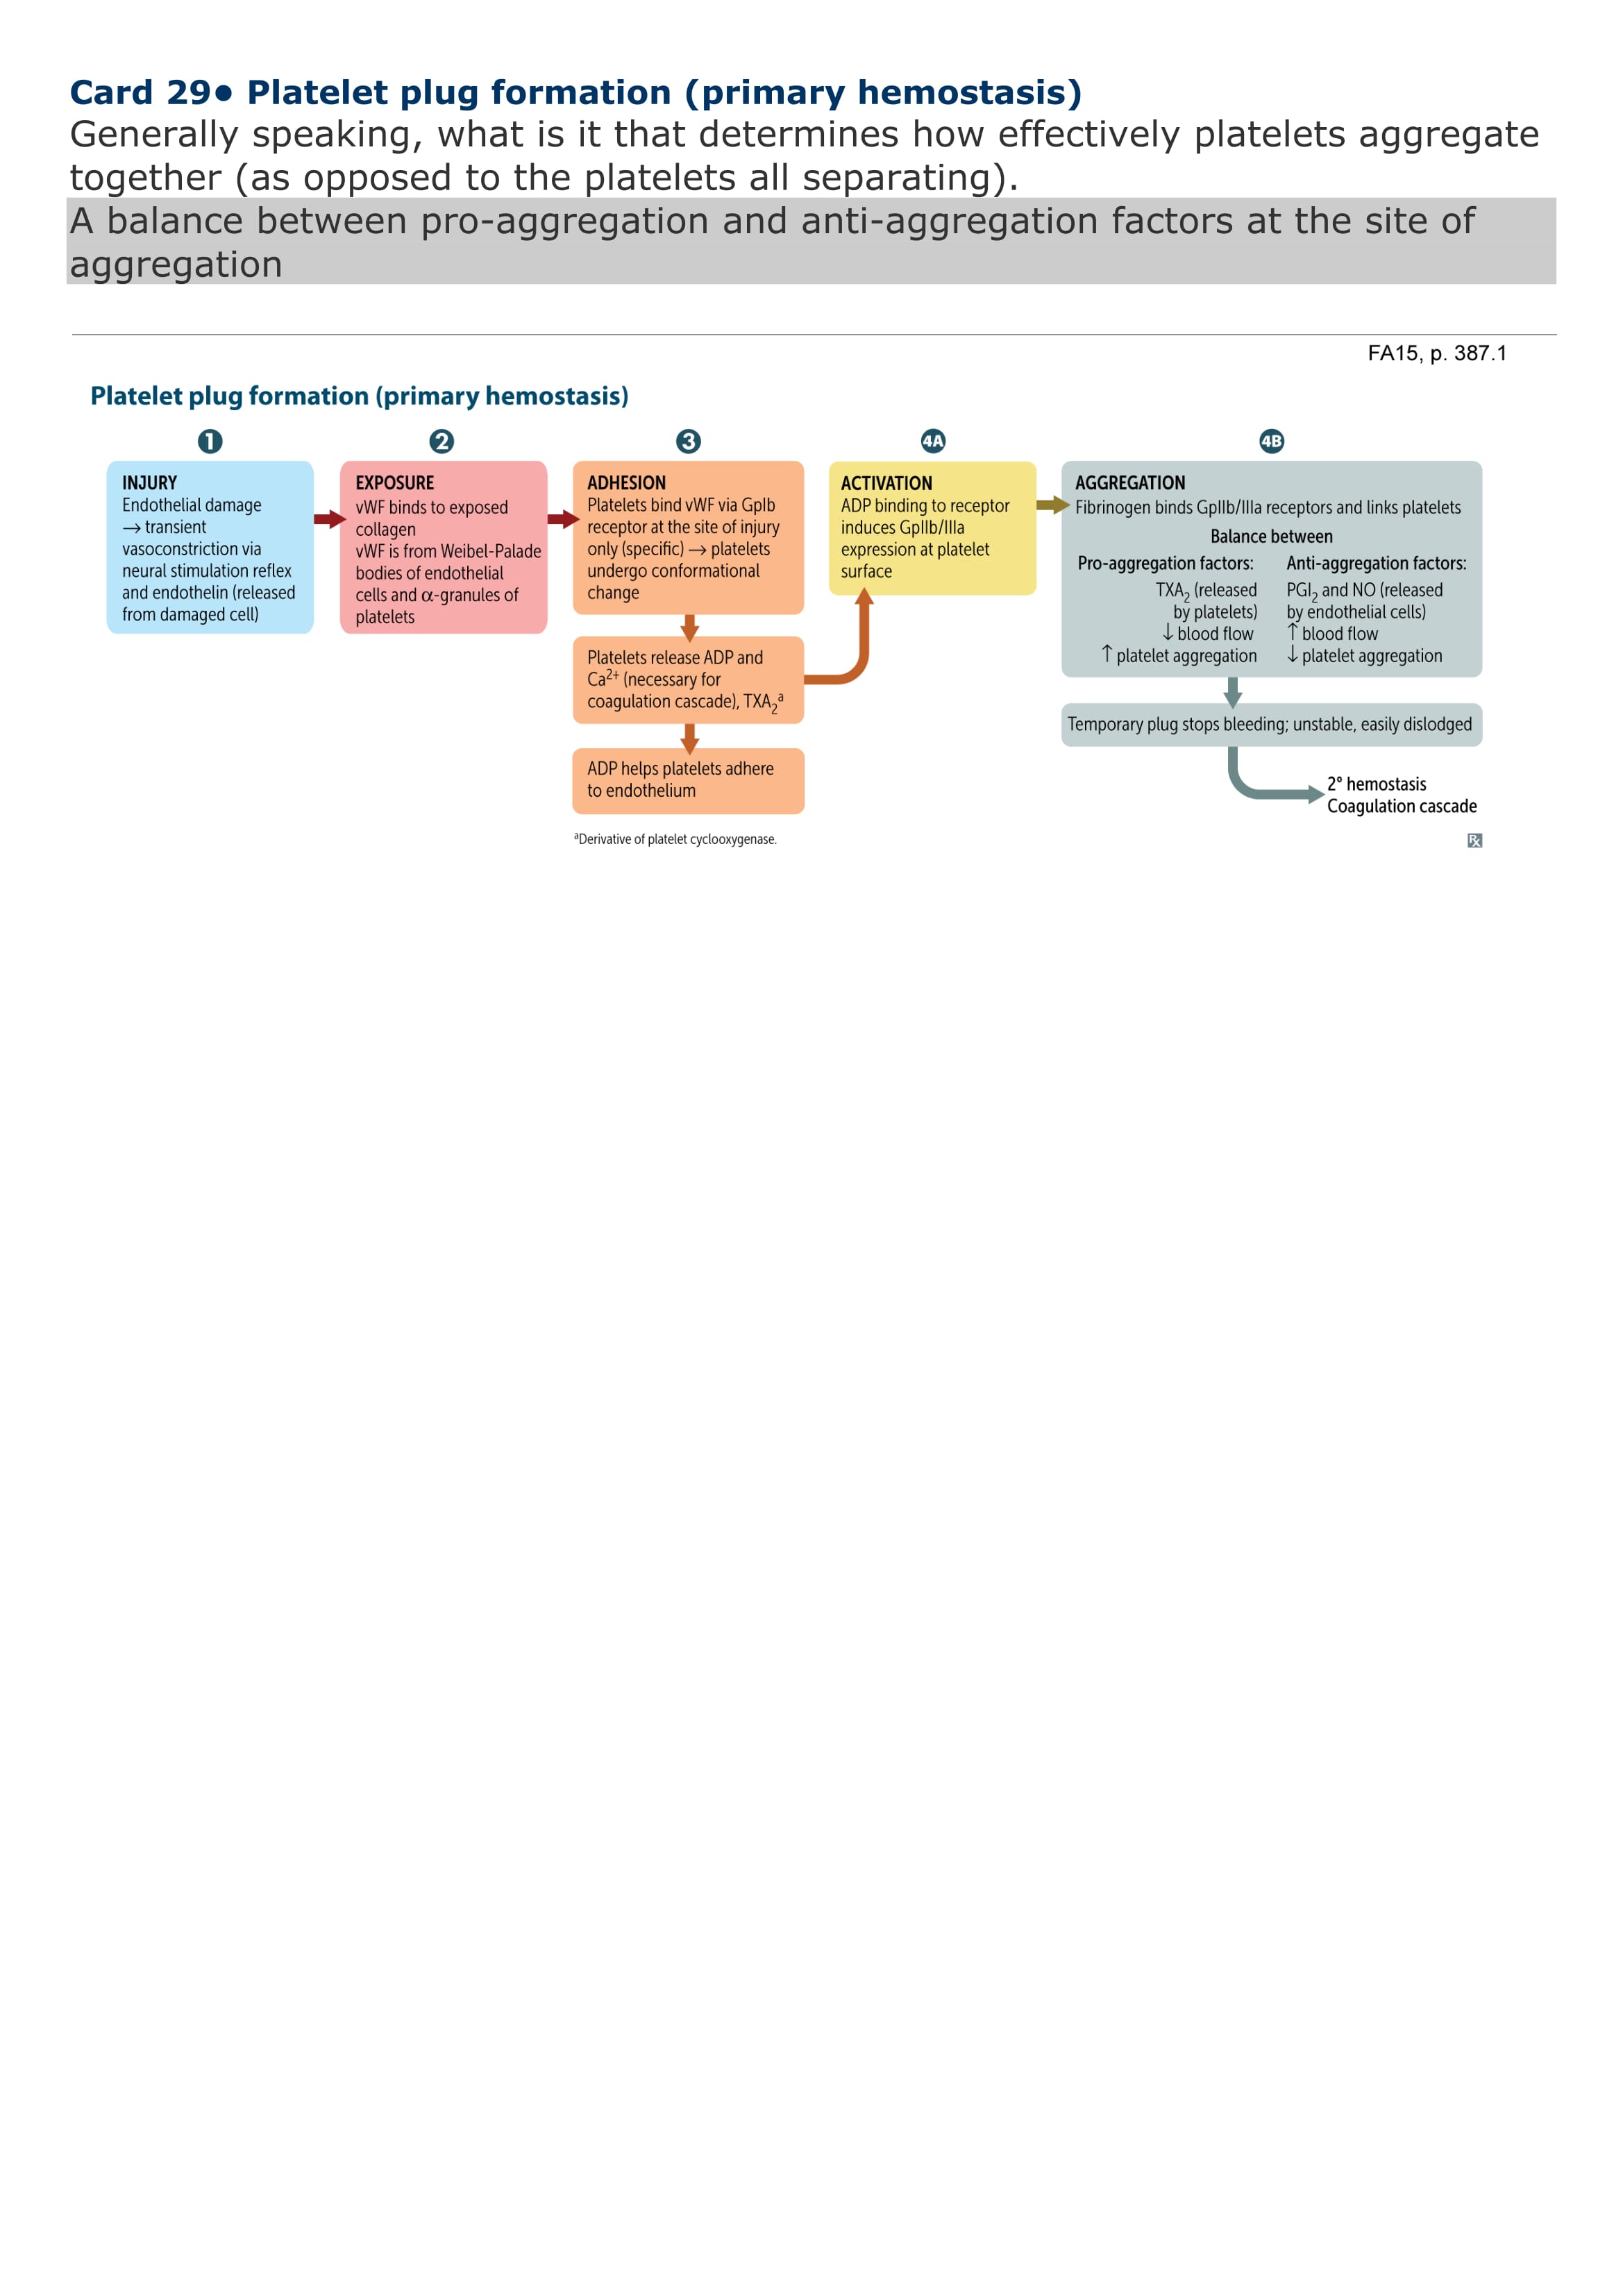 Card 29● Platelet plug formation (primary hemostasis)
Generally speaking, what is it that determines how effectively platelets aggregate
together (as opposed to the platelets all separating).
A balance between pro-aggregation and anti-aggregation factors at the site of
aggregation
FA15, p. 387.1
Platelet plug formation (primary hemostasis)
1
INJURY
Endothelial damage
→ transient
vasoconstriction via
neural stimulation reflex
and endothelin (released
from damaged cell)
2
EXPOSURE
vWF binds to exposed
collagen
vWF is from Weibel-Palade
bodies of endothelial
cells and α-granules of
platelets
3
ADHESION
Platelets bind vWF via GpIb
receptor at the site of injury
only (specific) → platelets
undergo conformational
change
Platelets release ADP and
Ca2+ (necessary for
coagulation cascade), TXA2a
ADP helps platelets adhere
to endothelium
aDerivative of platelet cyclooxygenase.
4A
ACTIVATION
ADP binding to receptor
induces GpIIb/IIIa
expression at platelet
surface
4B
AGGREGATION
Fibrinogen binds GpIIb/IIIa receptors and links platelets
Balance between
Pro-aggregation factors:
TXA2 (released
by platelets)
↓ blood flow
↑ platelet aggregation
Anti-aggregation factors:
PGI2 and NO (released
by endothelial cells)
↑ blood flow
↓ platelet aggregation
Temporary plug stops bleeding; unstable, easily dislodged
2° hemostasis
Coagulation cascade
Rx